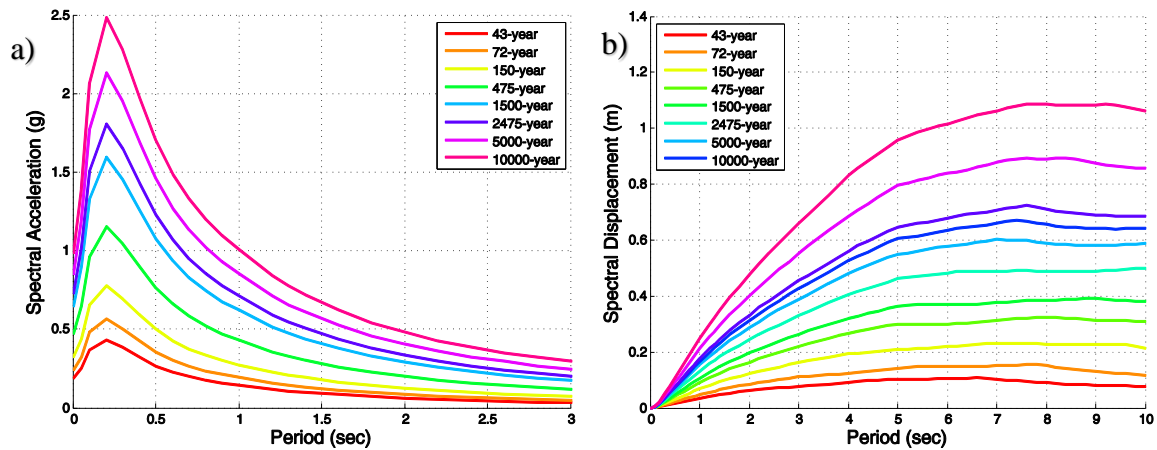 a)
2.5
2
1.5
1
0.5
0
Spectral Acceleration (g)
43-year
72-year
150-year
475-year
1500-year
2475-year
5000-year
10000-year
0 0.5 1 1.5 2 2.5 3
Period (sec)
b)
1.4
1.2
1
0.8
0.6
0.4
0.2
0
Spectral Displacement (m)
43-year
72-year
150-year
475-year
1500-year
2475-year
5000-year
10000-year
0 1 2 3 4 5 6 7 8 9 10
Period (sec)